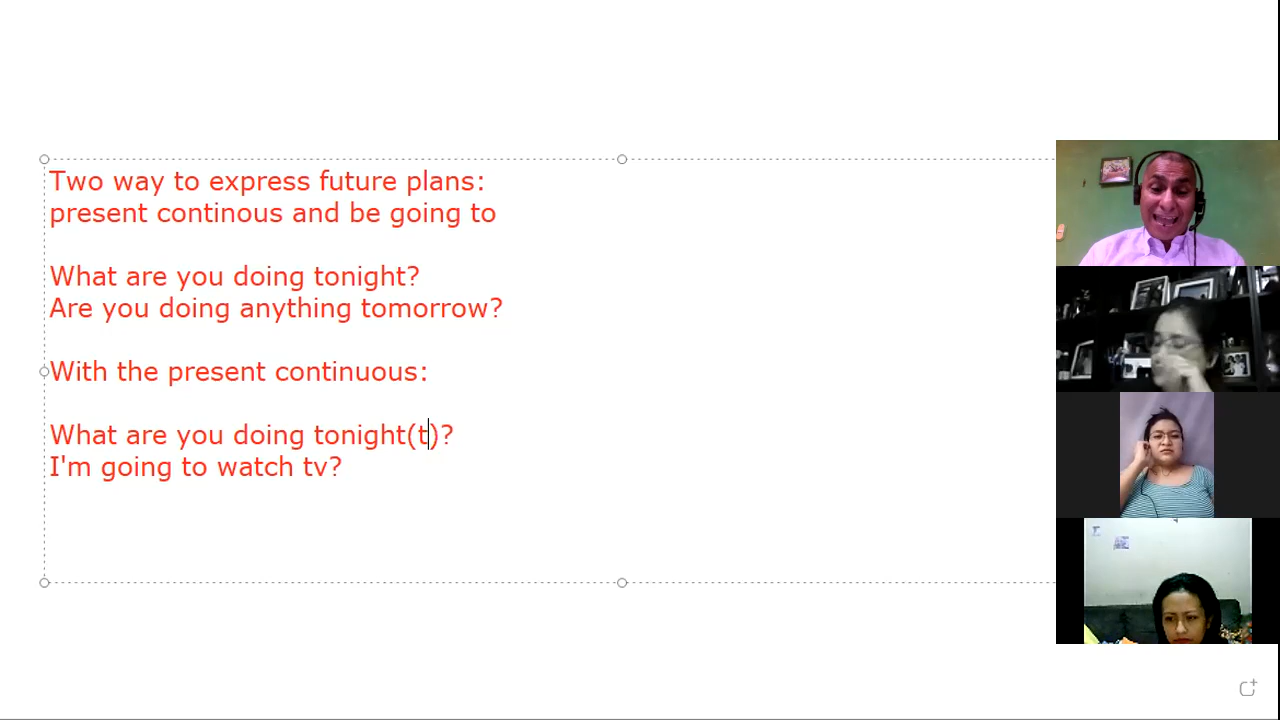 Two way to express future plans:
present continous and be going to
What are you doing tonight?
Are you doing anything tomorrow?
With the present continuous:
What are you doing tonight(t)?
I'm going to watch tv?